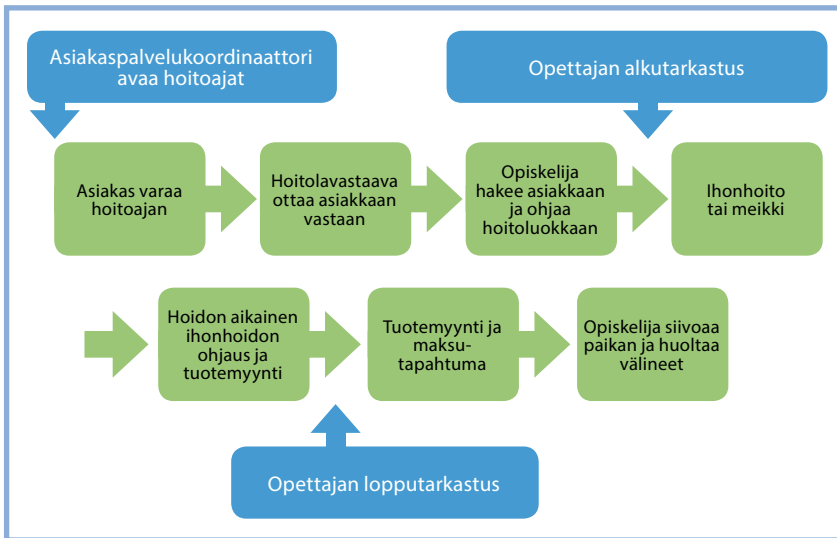 Asiakaspalvelukoordinaattori
avaa hoitoajat
Opettajan alkutarkastus
Asiakas varaa
hoitoajan
Hoitolavastaava
ottaa asiakkaan
vastaan
Opiskelija
hakee asiakkaan
ja ohjaa
hoitoluokkaan
Ihonhoito
tai meikki
Hoidon aikainen
ihonhoidon
ohjaus ja
tuotemyynti
Tuotemyynti ja
maksu-
tapahtuma
Opiskelija siivoaa
paikan ja huoltaa
välineet
Opettajan lopputarkastus